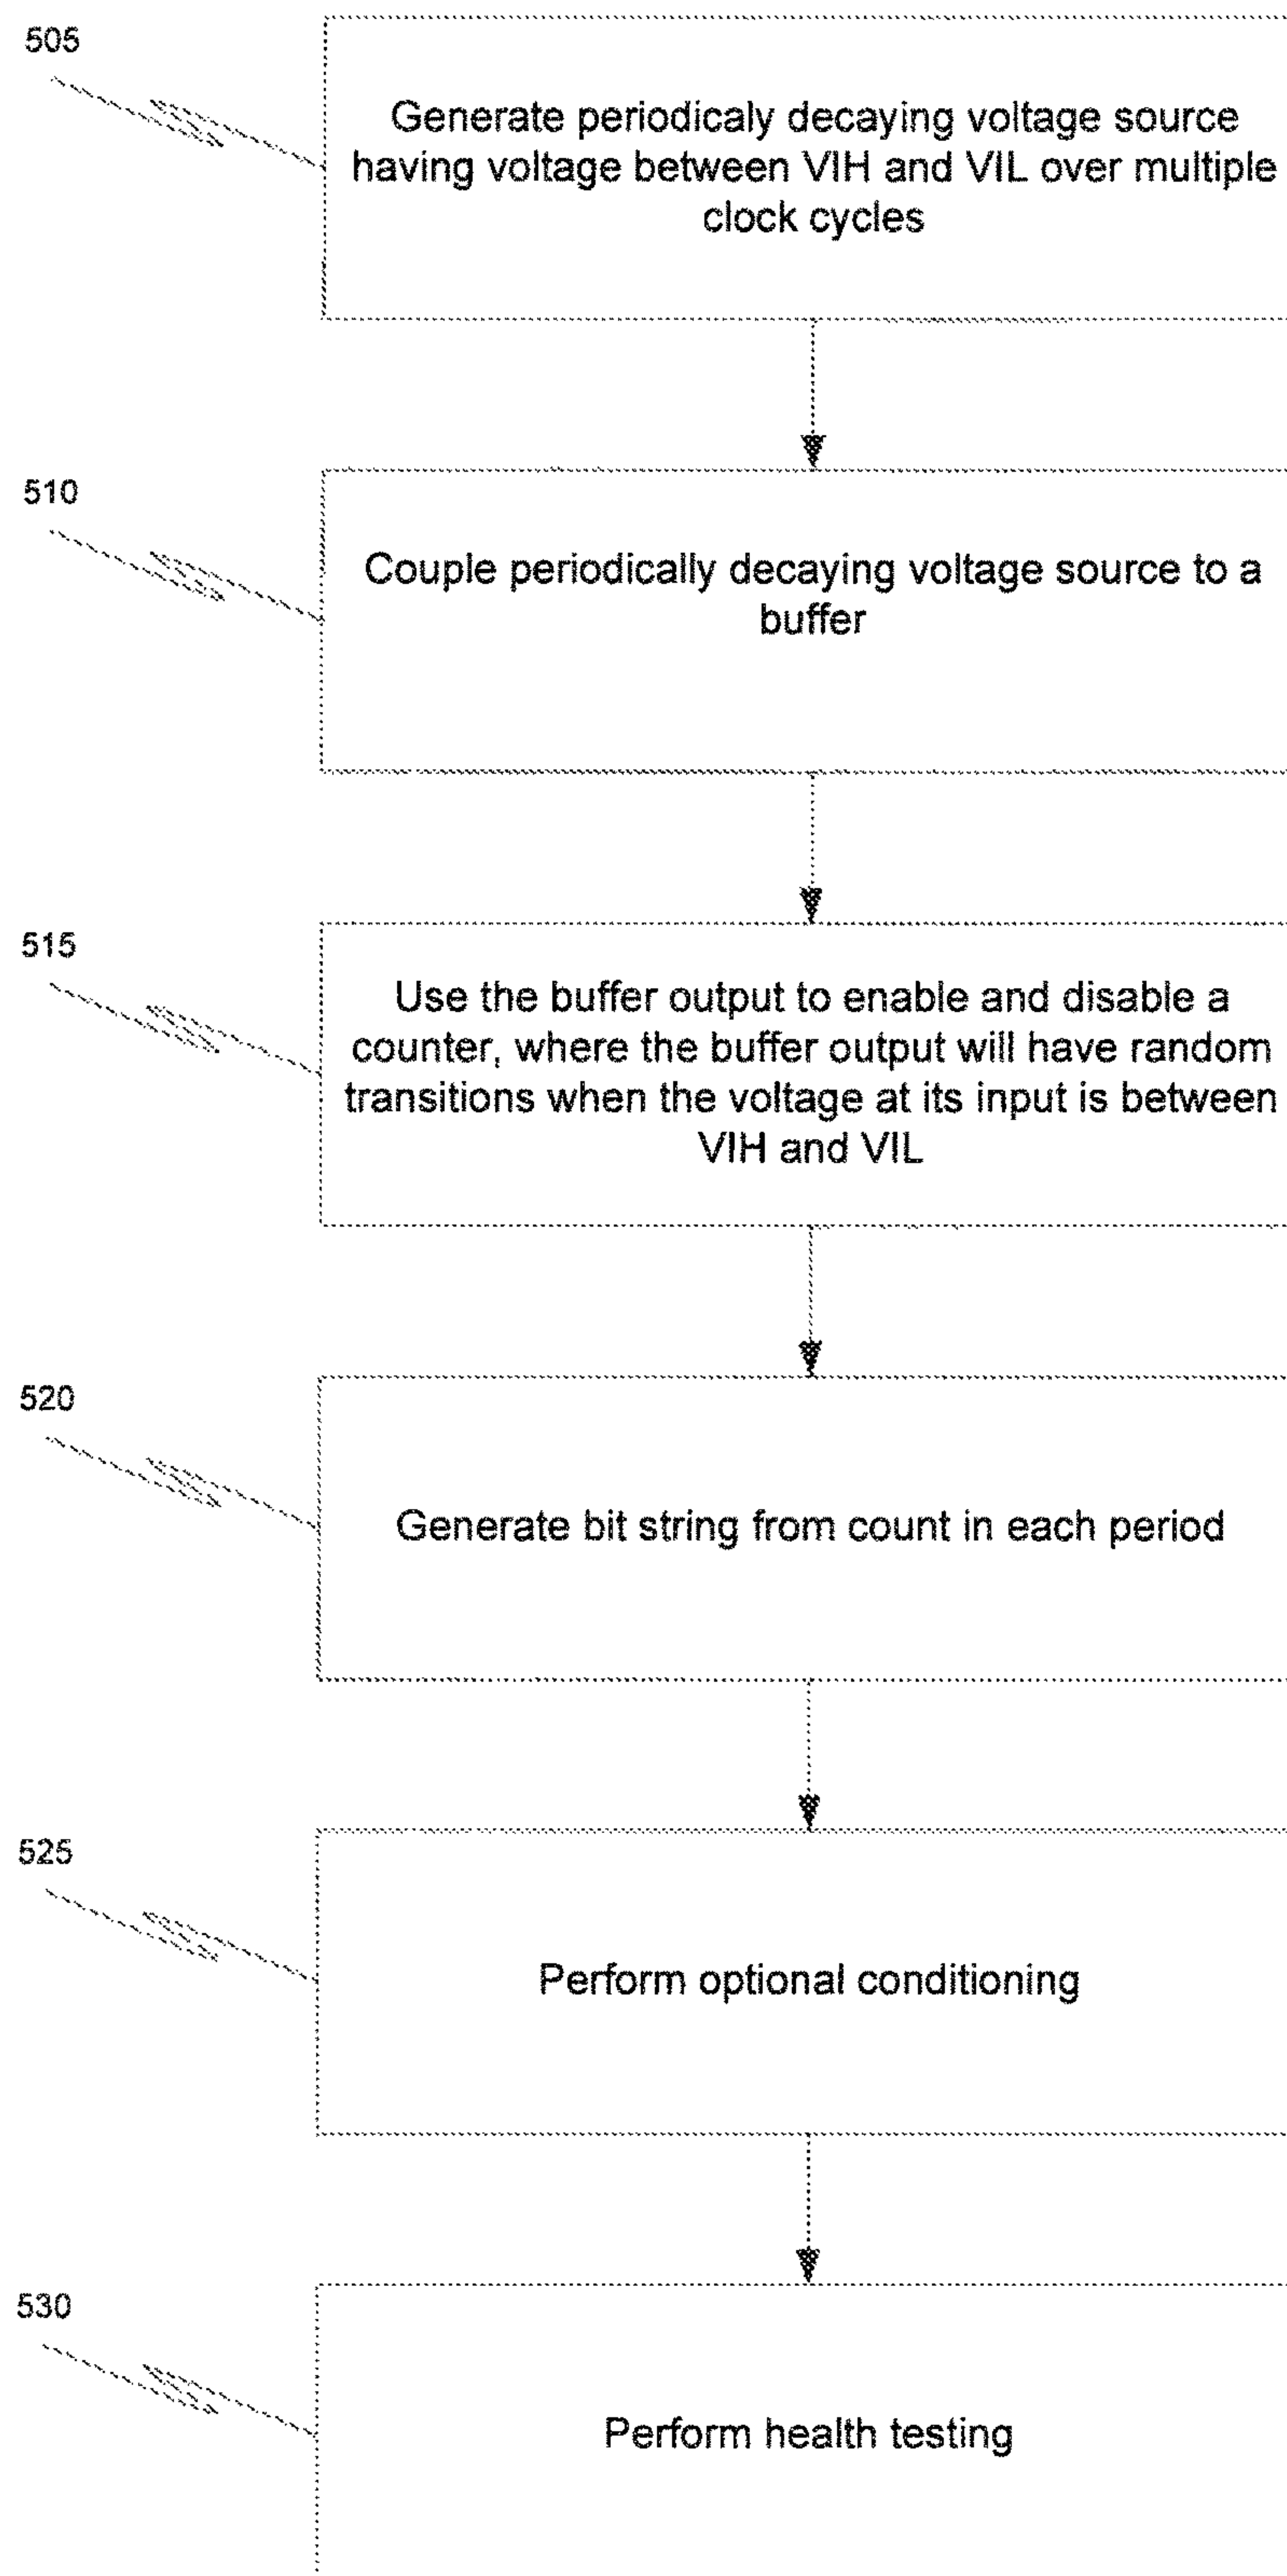 505
Generate periodicaly decaying voltage source
having voltage between VIH and VIL over multiple
clock cycles
510
Couple periodically decaying voltage source to a
buffer
515
Use the buffer output to enable and disable a
counter, where the buffer output will have random
transitions when the voltage at its input is between
VIH and VIL
520
Generate bit string from count in each period
525
Perform optional conditioning
530
Perform health testing